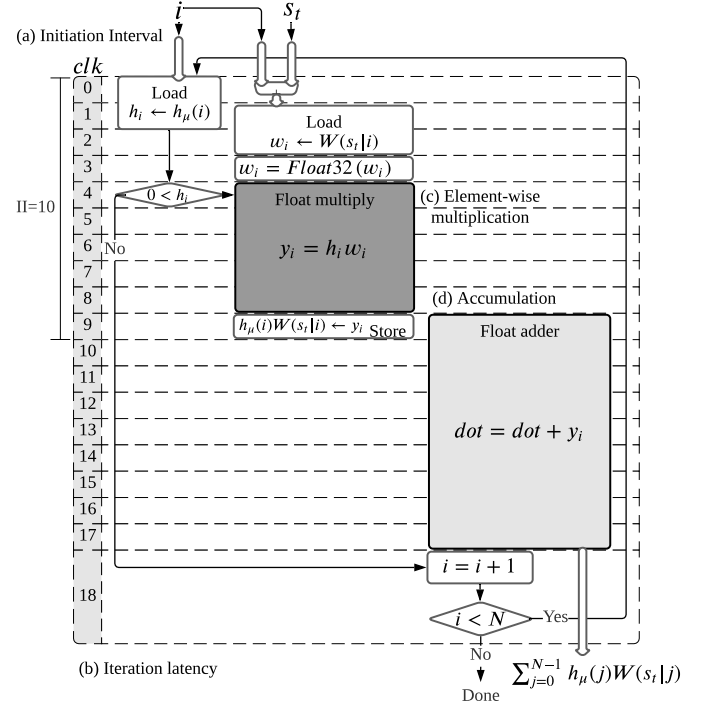 i
s_t
(a) Initiation Interval
clk
0
Load
h_i ← h_μ(i)
1
Load
2
w_i ← W(s_t|i)
3
w_i = Float32(w_i)
4
0 < h_i
Float multiply
(c) Element-wise
multiplication
5
II=10
No
6
y_i = h_i w_i
7
8
(d) Accumulation
9
h_μ(i)W(s_t|i) ← y_i Store
Float adder
10
11
12
13
dot = dot + y_i
14
15
16
17
i = i + 1
18
i < N
Yes
No
(b) Iteration latency
∑_{j=0}^{N−1} h_μ(j)W(s_t|j)
Done